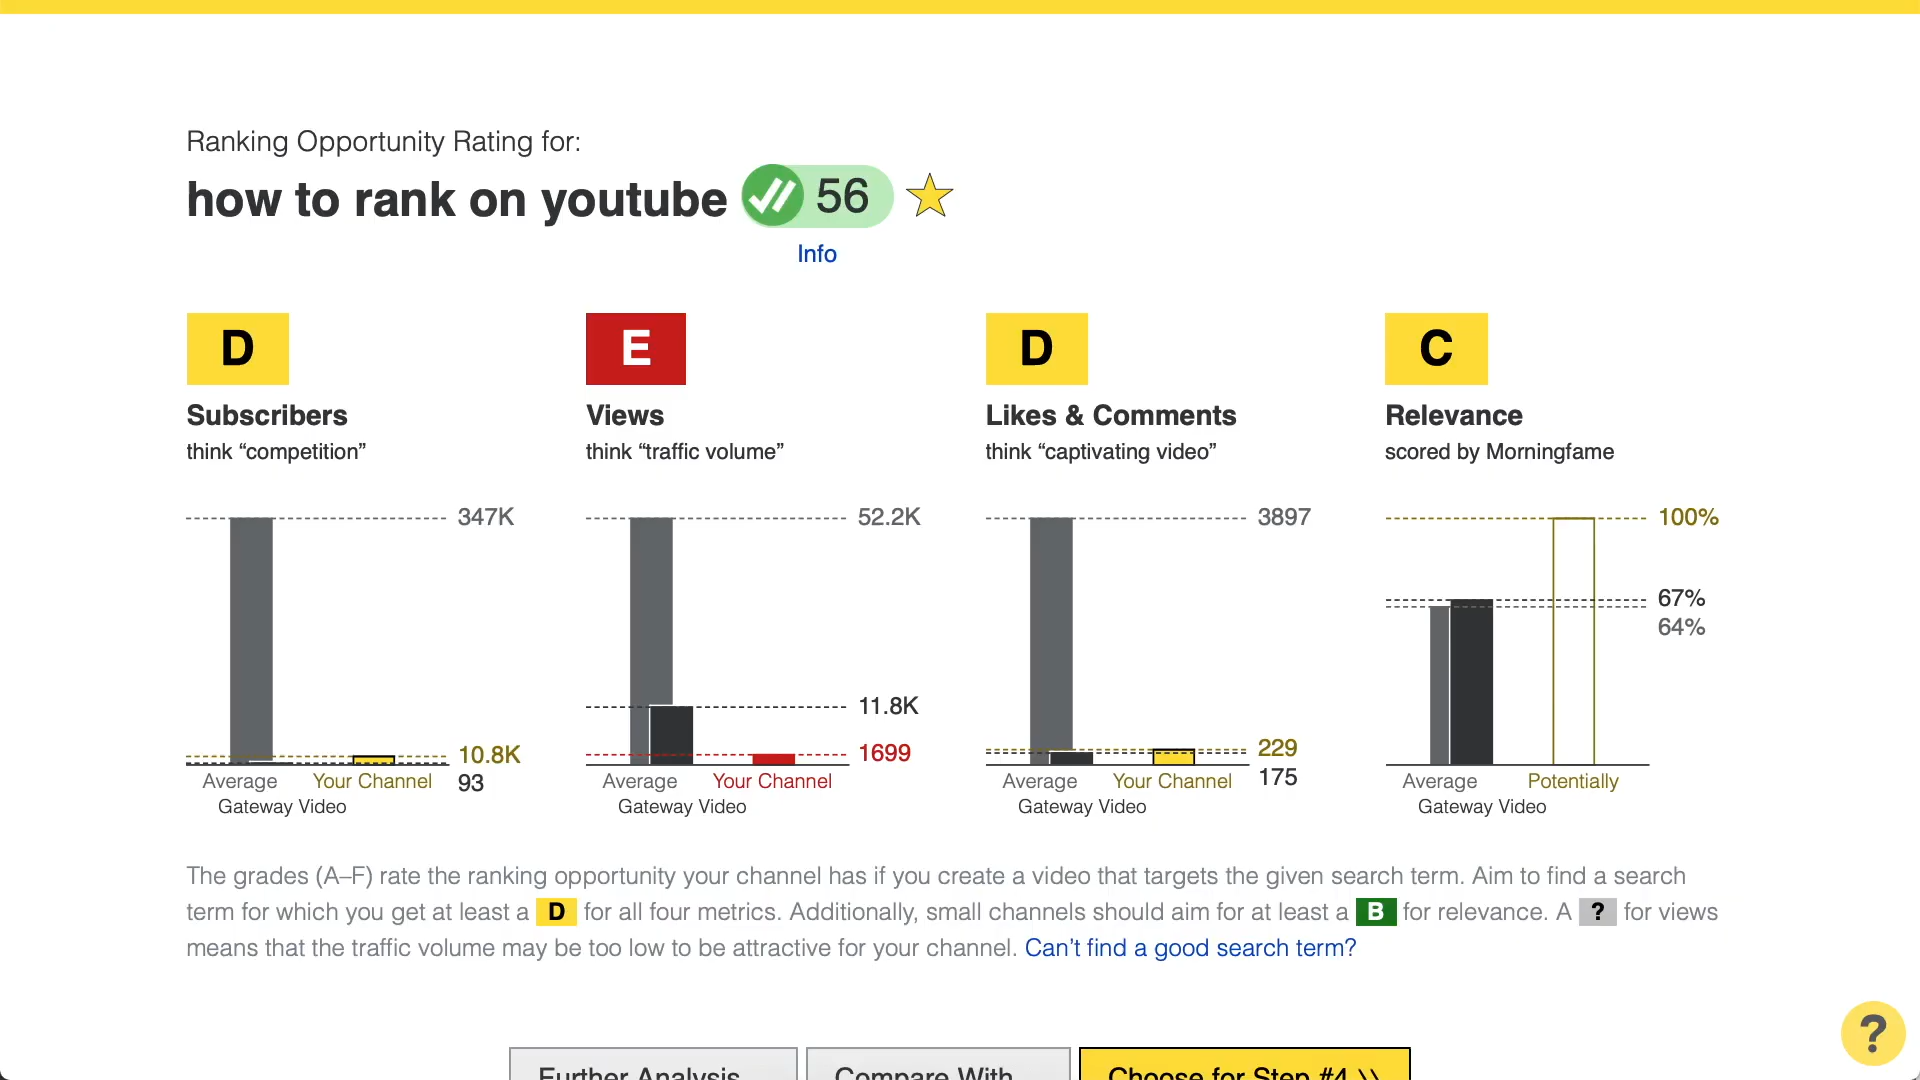 Ranking Opportunity Rating for:
how to rank on youtube 56
Info
D E D C
Subscribers Views Likes & Comments Relevance
think “competition” think “traffic volume” think “captivating video” scored by Morningfame
347K 52.2K 3897 100%
67%
64%
11.8K
10.8K 1699 229
93 175
Average Your Channel Average Your Channel Average Your Channel Average Potentially
Gateway Video Gateway Video Gateway Video Gateway Video
The grades (A–F) rate the ranking opportunity your channel has if you create a video that targets the given search term. Aim to find a search
term for which you get at least a D for all four metrics. Additionally, small channels should aim for at least a B for relevance. A ? for views
means that the traffic volume may be too low to be attractive for your channel. Can’t find a good search term?
?
Further Analysis Compare With Choose for Step #4 >>